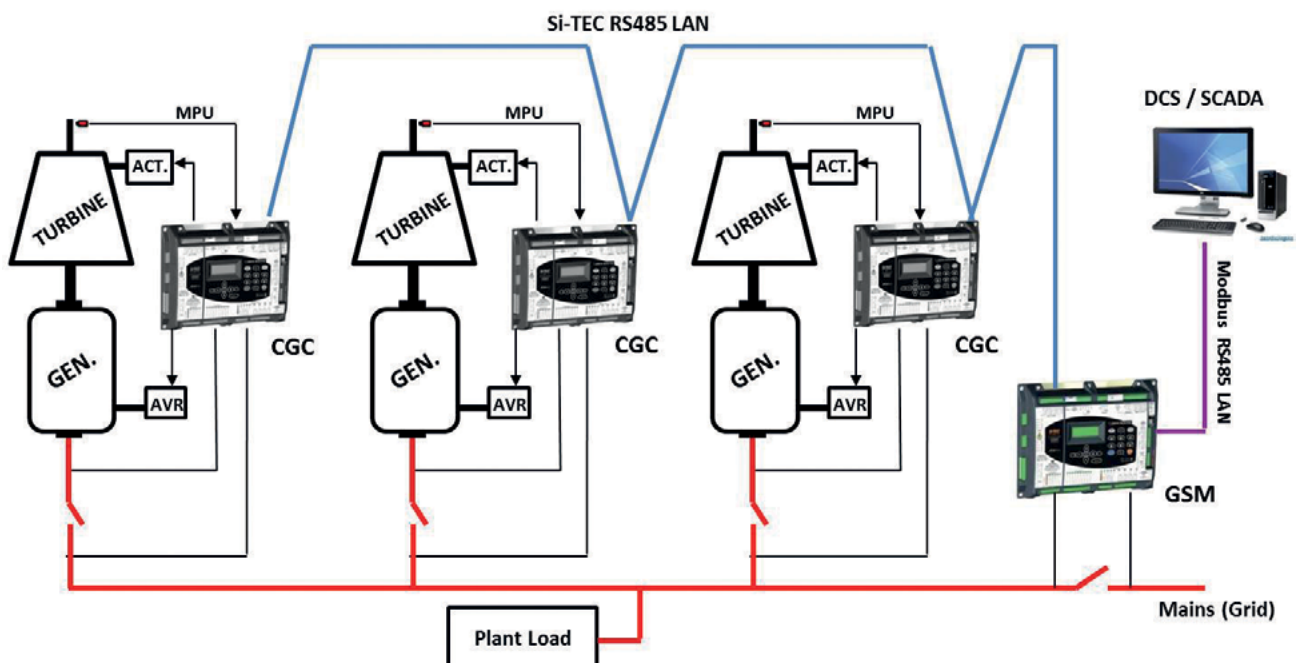 Si-TEC RS485 LAN
MPU
MPU
MPU
DCS / SCADA
ACT.
ACT.
ACT.
TURBINE
TURBINE
TURBINE
CGC
CGC
CGC
GEN.
GEN.
GEN.
AVR
AVR
AVR
Modbus RS485 LAN
GSM
Mains (Grid)
Plant Load